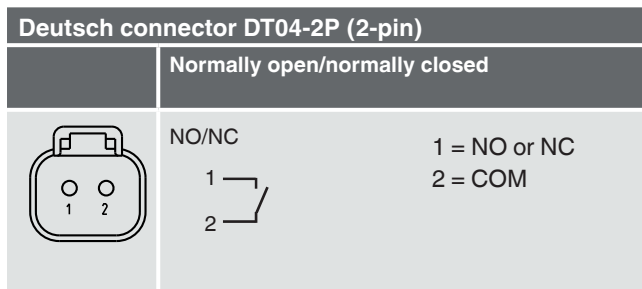 Deutsch connector DT04-2P (2-pin)
Normally open/normally closed
1 2
NO/NC
1
2
1 = NO or NC
2 = COM